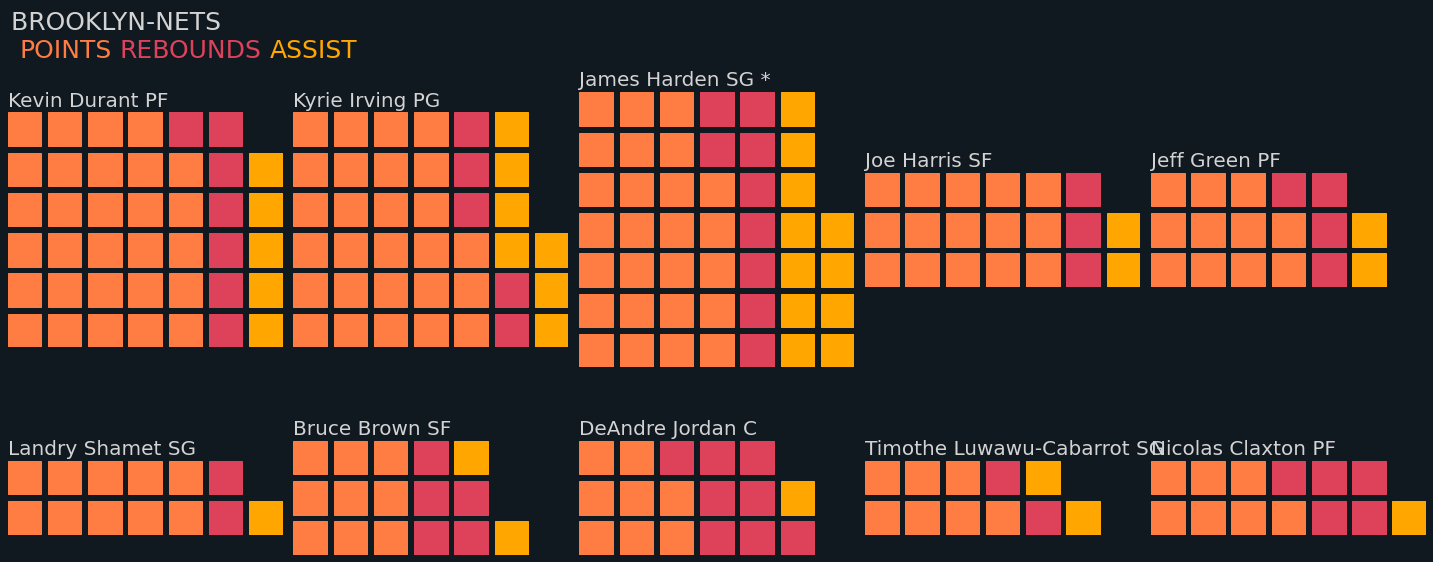 BROOKLYN-NETS
POINTS REBOUNDS ASSIST
Kevin Durant PF
Kyrie Irving PG
James Harden SG *
Joe Harris SF
Jeff Green PF
Landry Shamet SG
Bruce Brown SF
DeAndre Jordan C
Timothe Luwawu-Cabarrot SG
Nicolas Claxton PF